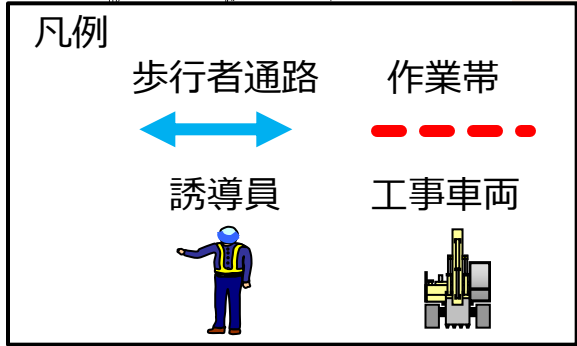 凡例
歩行者通路 作業帯
誘導員 工事車両